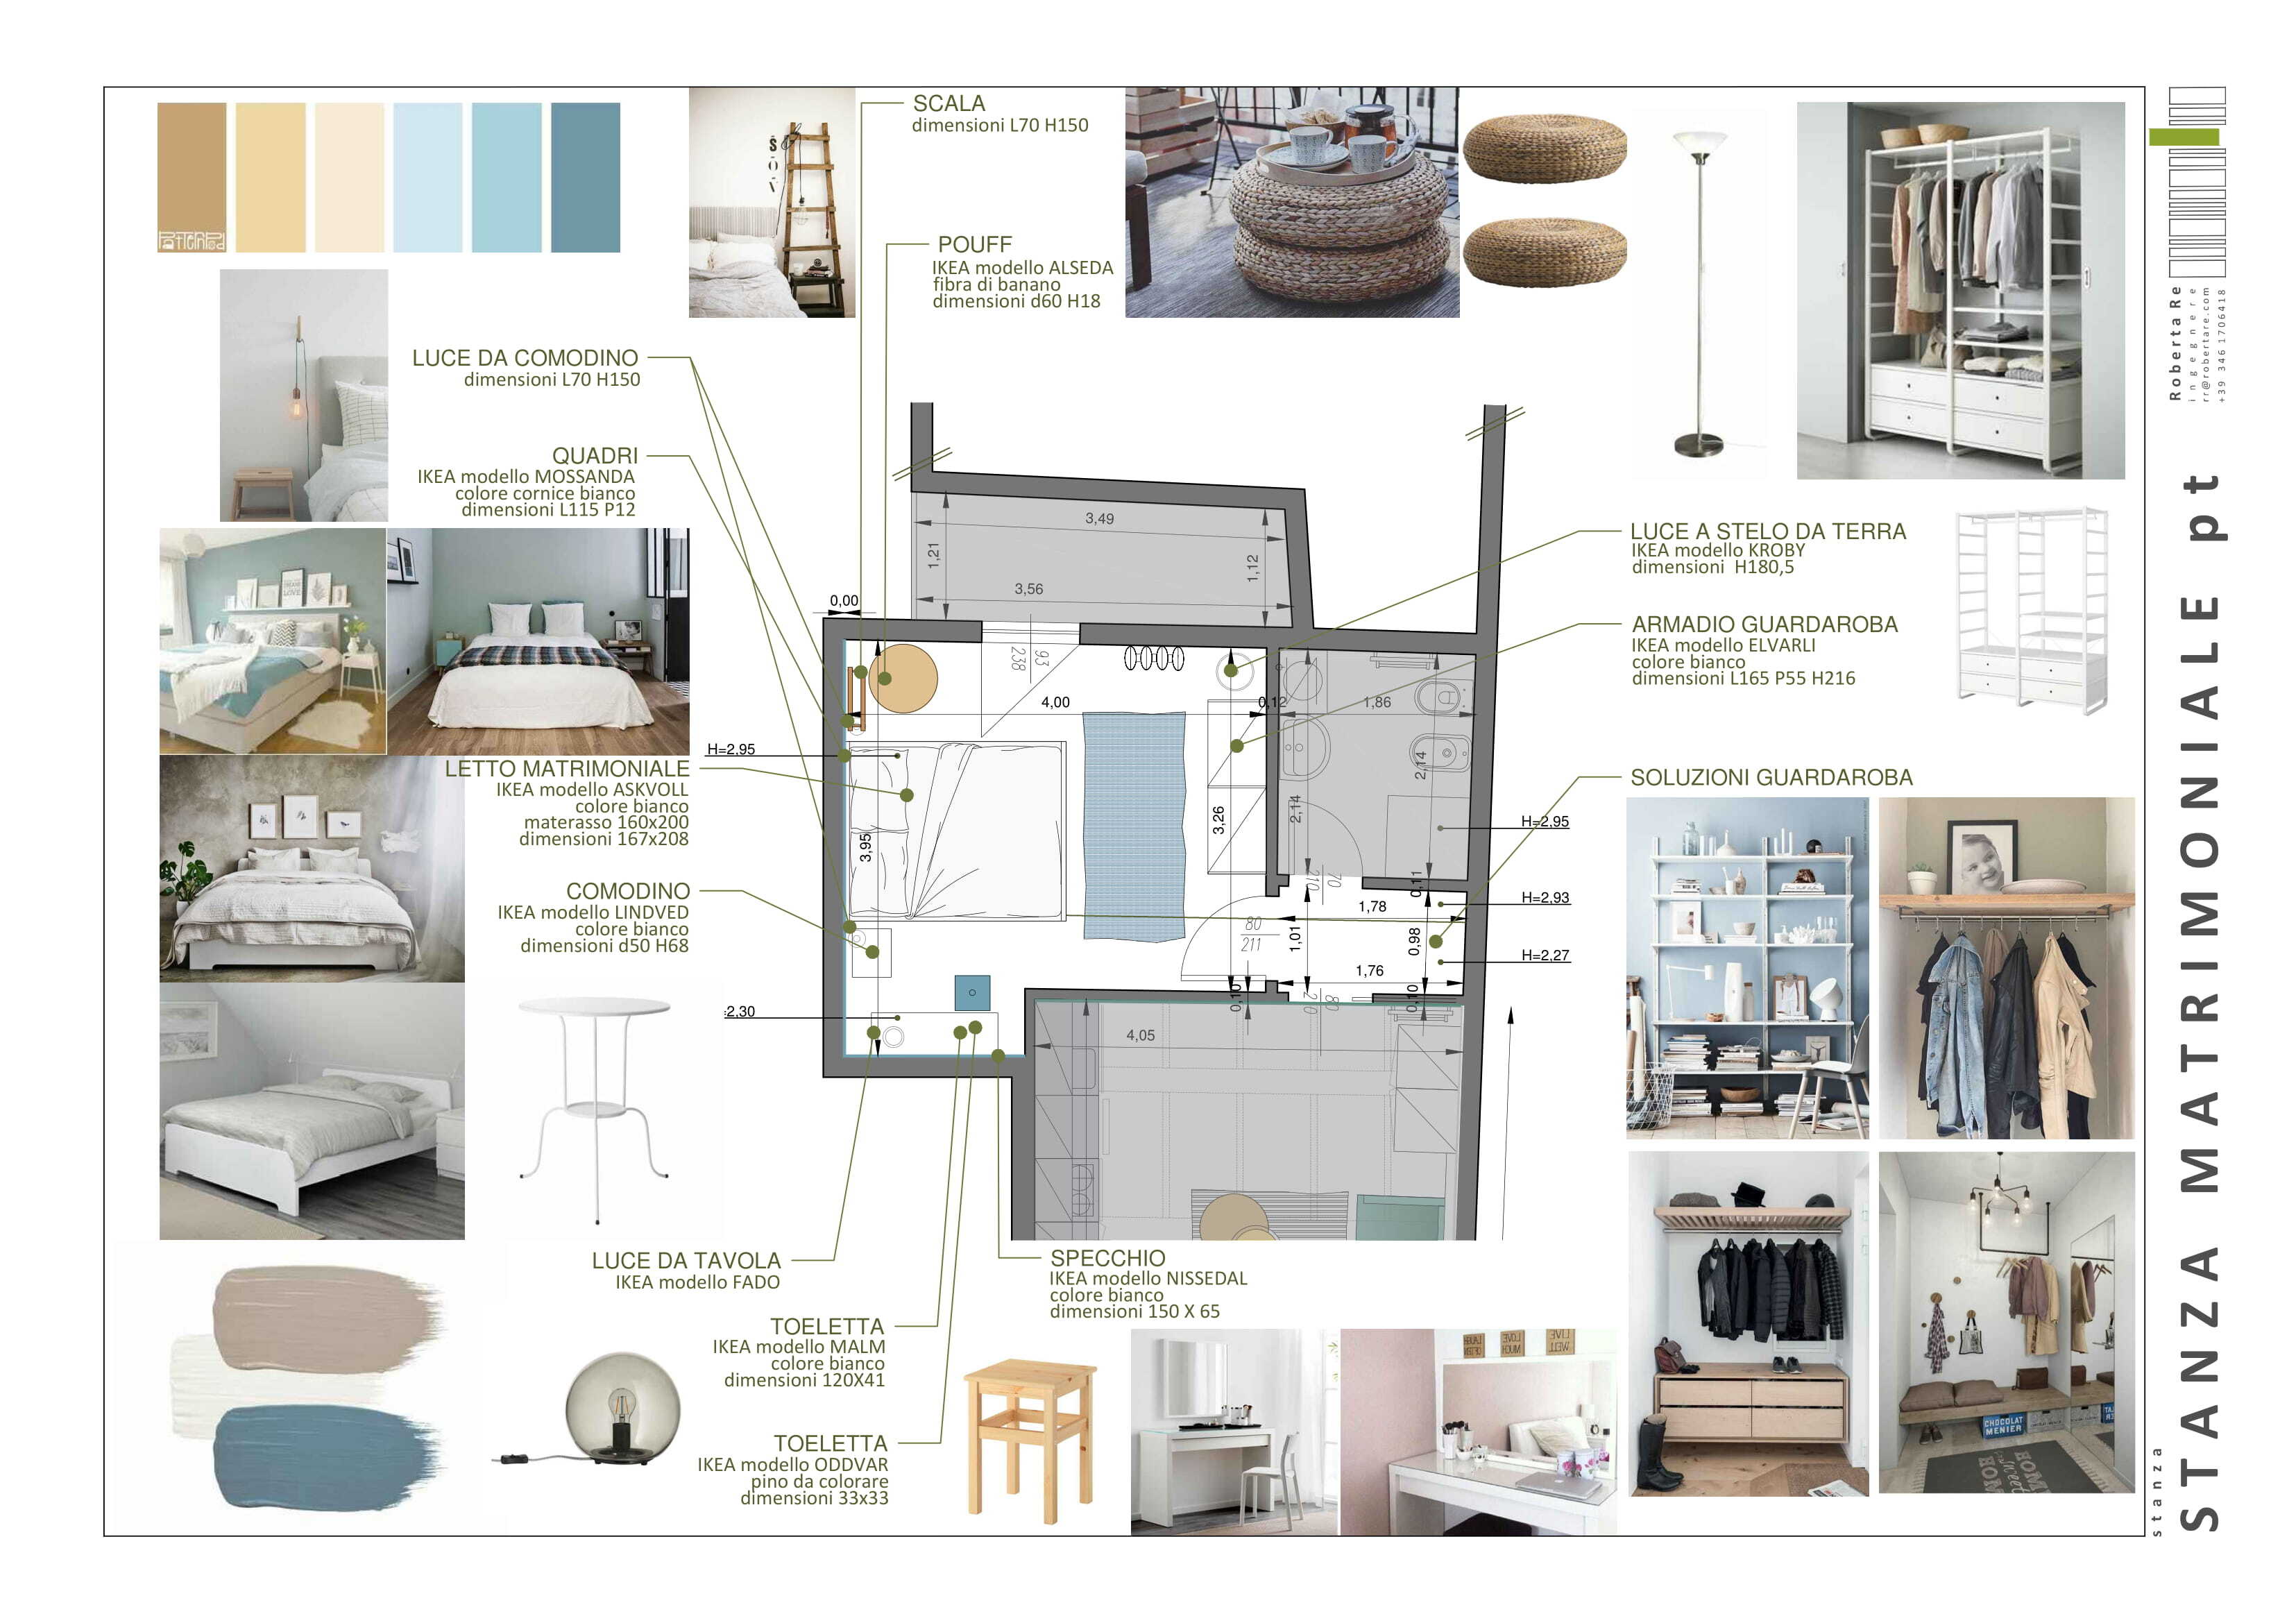 SCALA
dimensioni L70 H150
POUFF
IKEA modello ALSEDA
fibra di banano
dimensioni d60 H18
LUCE DA COMODINO
dimensioni L70 H150
QUADRI
IKEA modello MOSSANDA
colore cornice bianco
dimensioni L115 P12
LETTO MATRIMONIALE
IKEA modello ASKVOLL
colore bianco
materasso 160x200
dimensioni 167x208
COMODINO
IKEA modello LINDVED
colore bianco
dimensioni d50 H68
LUCE DA TAVOLA
IKEA modello FADO
TOELETTA
IKEA modello MALM
colore bianco
dimensioni 120X41
TOELETTA
IKEA modello ODDVAR
pino da colorare
dimensioni 33x33
SPECCHIO
IKEA modello NISSEDAL
colore bianco
dimensioni 150 X 65
LUCE A STELO DA TERRA
IKEA modello KROBY
dimensioni H180,5
ARMADIO GUARDAROBA
IKEA modello ELVARLI
colore bianco
dimensioni L165 P55 H216
SOLUZIONI GUARDAROBA
3,49
1,21
1,12
3,56
0,00
93
238
4,00
0,12
1,86
H=2,95
2,14
3,26
3,95
2,14
H=2,95
70
210
0,11
H=2,93
1,78
80
211
1,01
0,98
H=2,27
1,76
0,10
80
0,10
2,30
4,05
CHOCOLAT
MENIER
HOME
Sweet
HOME
Roberta Re
ingegnere
rr@robertare.com
+39 346 1706418
stanza
STANZA MATRIMONIALE pt